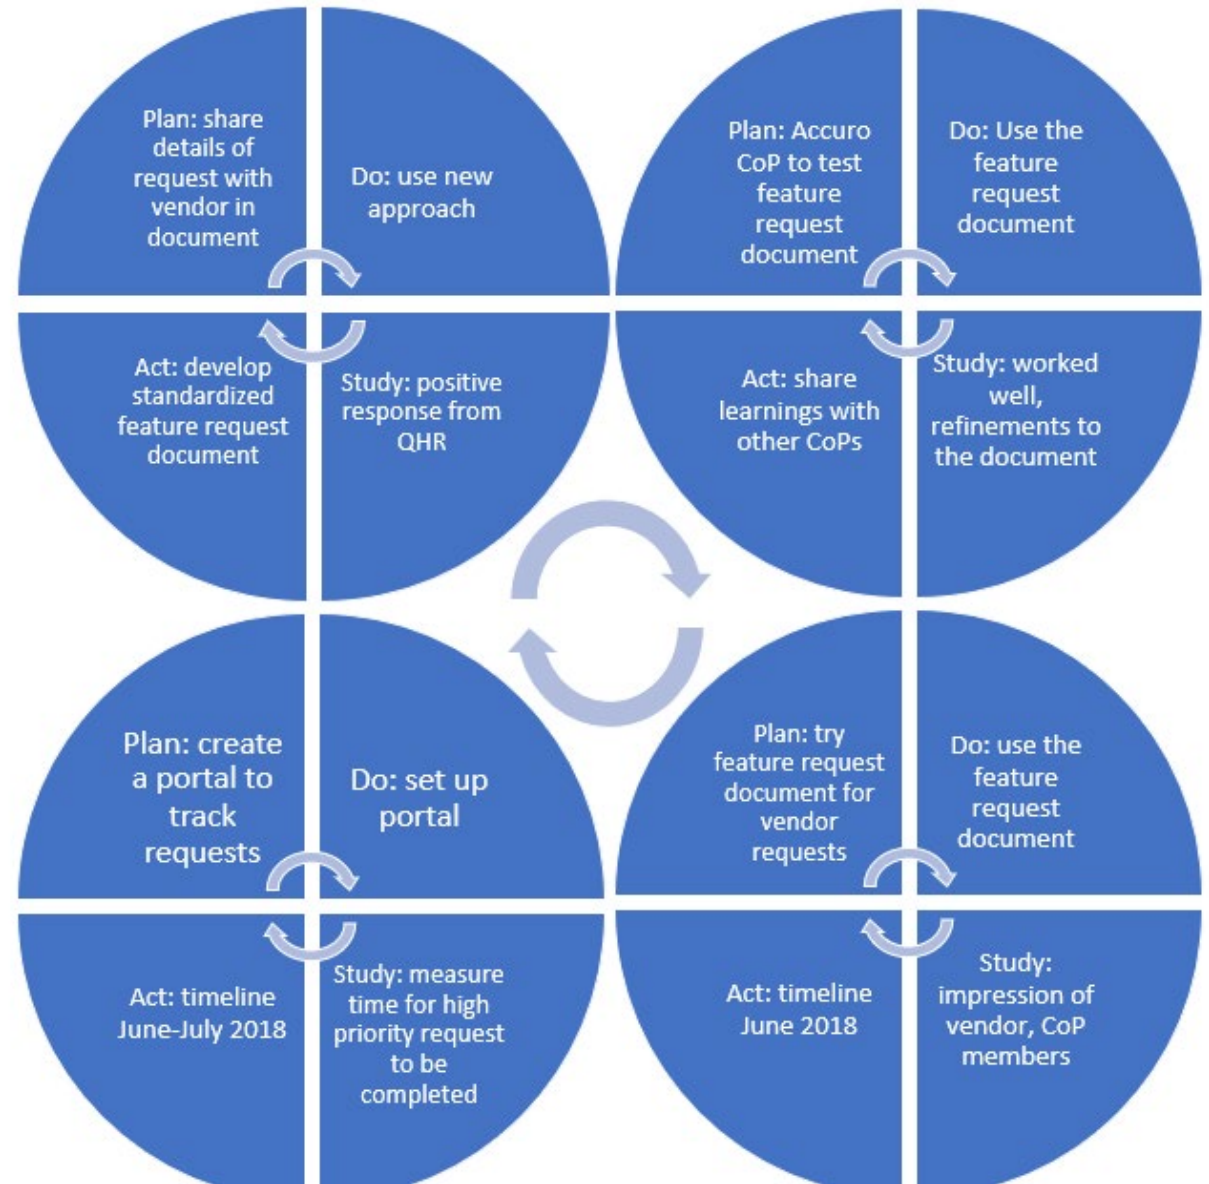 Plan: share
details of
request with
vendor in
document
Do: use new
approach
Act: develop
standardized
feature request
document
Study: positive
response from
QHR
Plan: Accuro
CoP to test
feature
request
document
Do: Use the
feature
request
document
Act: share
learnings with
other CoPs
Study: worked
well,
refinements to
the document
Plan: create
a portal to
track
requests
Do: set up
portal
Act: timeline
June-July 2018
Study: measure
time for high
priority request
to be
completed
Plan: try
feature request
document for
vendor
requests
Do: use the
feature
request
document
Act: timeline
June 2018
Study:
impression of
vendor, CoP
members